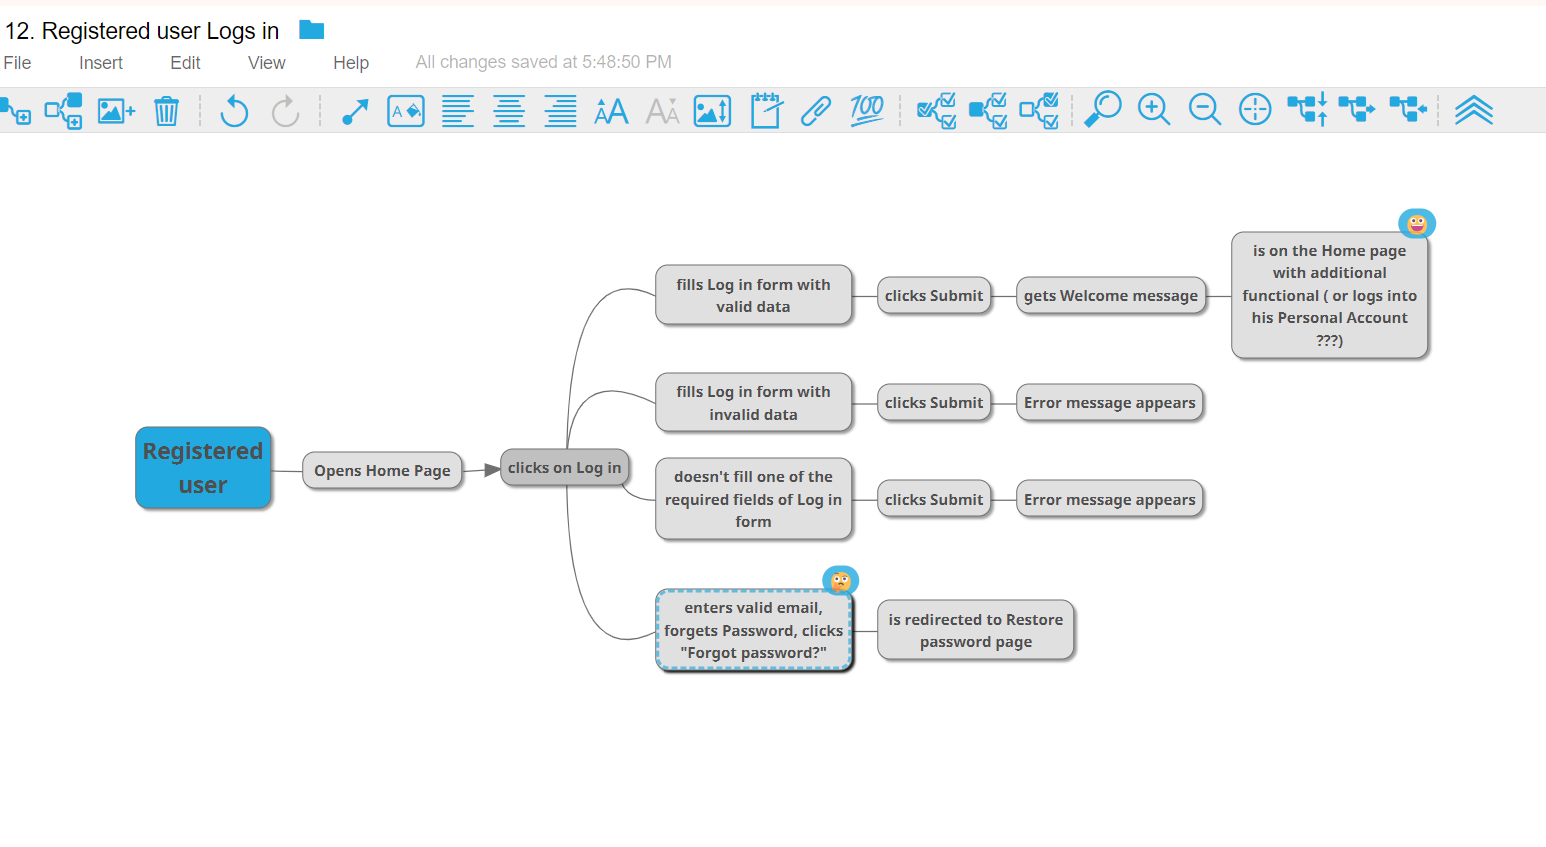 12. Registered user Logs in
File Insert Edit View Help All changes saved at 5:48:50 PM
A AA AA 100
fills Log in form with
valid data
clicks Submit
gets Welcome message
is on the Home page
with additional
functional ( or logs into
his Personal Account
???)
fills Log in form with
invalid data
clicks Submit
Error message appears
Registered
user
Opens Home Page
clicks on Log in
doesn't fill one of the
required fields of Log in
form
clicks Submit
Error message appears
enters valid email,
forgets Password, clicks
"Forgot password?"
is redirected to Restore
password page